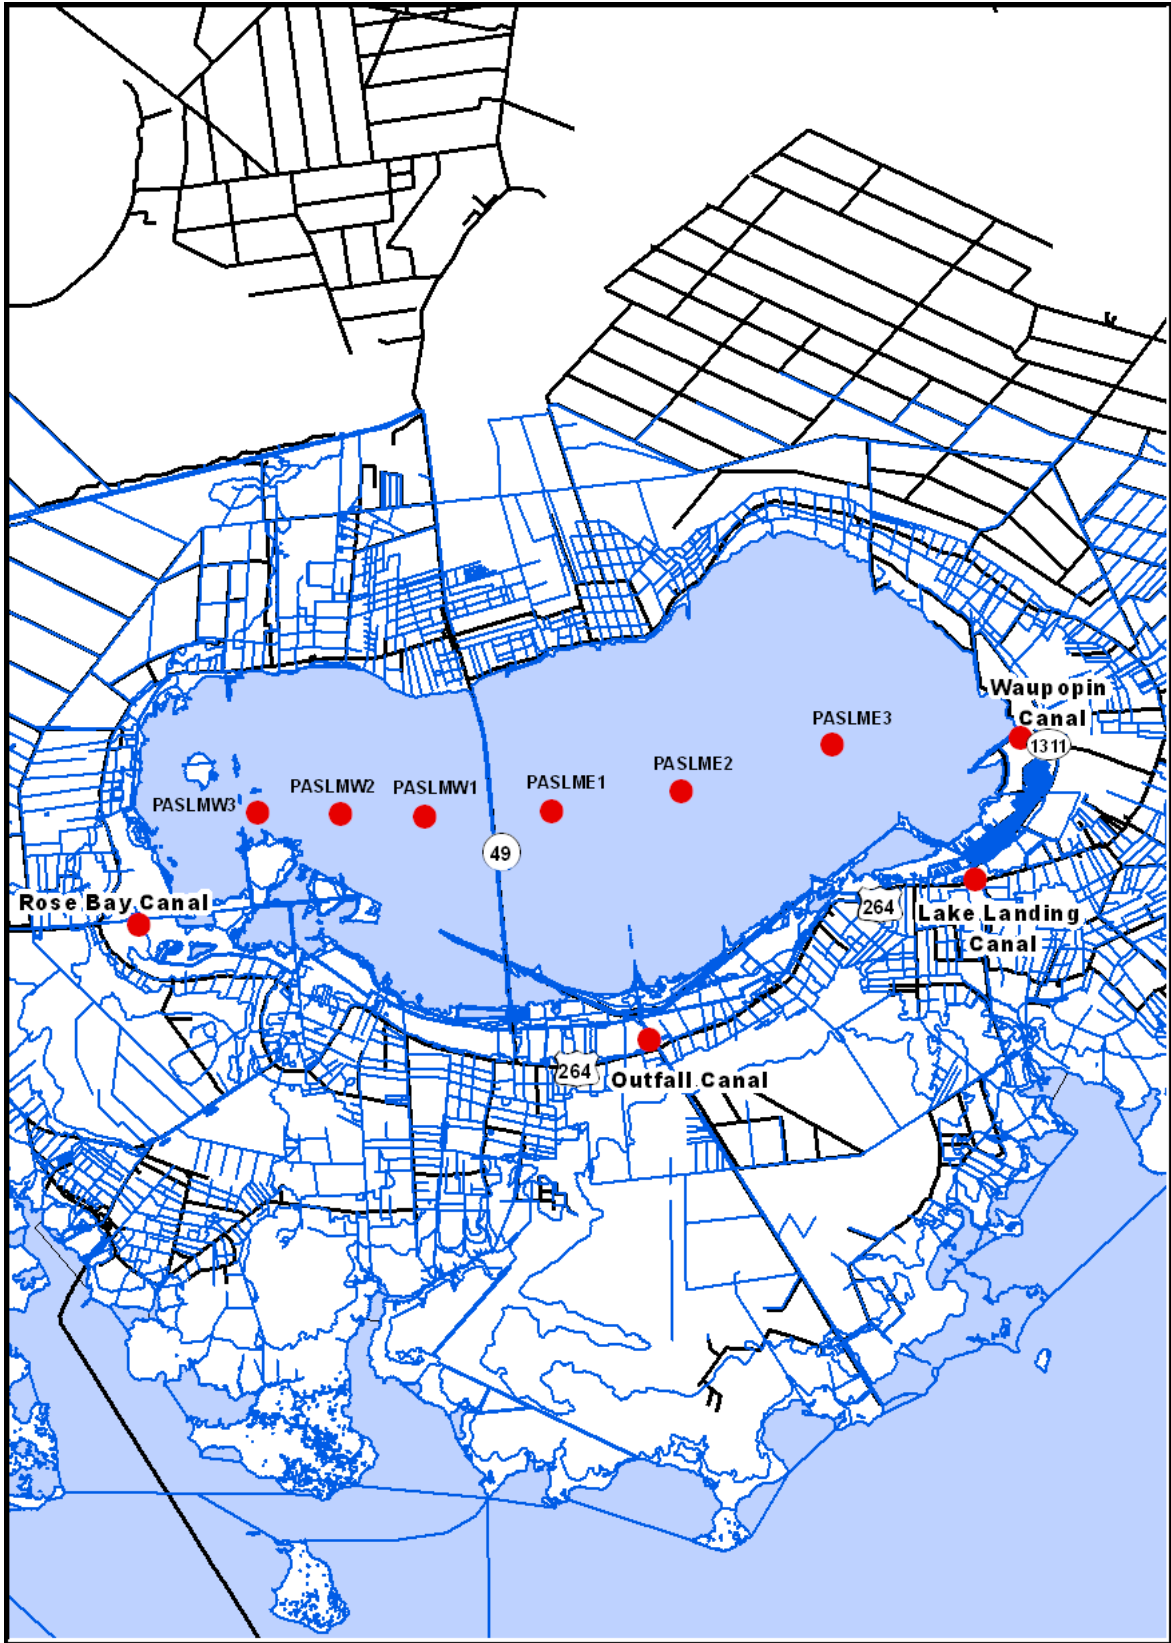 Waupopin
Canal
1311
PASLME3
PASLME2
PASLME1
PASLMW1
PASLMW2
PASLMW3
49
Rose Bay Canal
264
Lake Landing
Canal
264
Outfall Canal